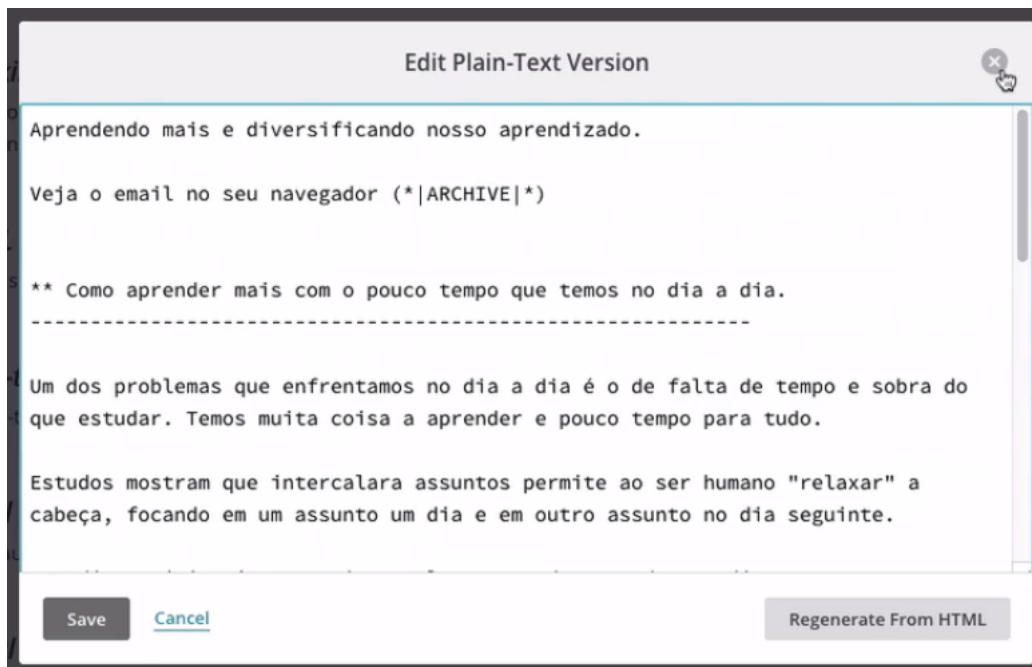 Edit Plain-Text Version
Aprendendo mais e diversificando nosso aprendizado.
Veja o email no seu navegador (*|ARCHIVE|*)
** Como aprender mais com o pouco tempo que temos no dia a dia.
------------------------------------------------------------
Um dos problemas que enfrentamos no dia a dia é o de falta de tempo e sobra do
que estudar. Temos muita coisa a aprender e pouco tempo para tudo.
Estudos mostram que intercalara assuntos permite ao ser humano "relaxar" a
cabeça, focando em um assunto um dia e em outro assunto no dia seguinte.
Save
Cancel
Regenerate From HTML